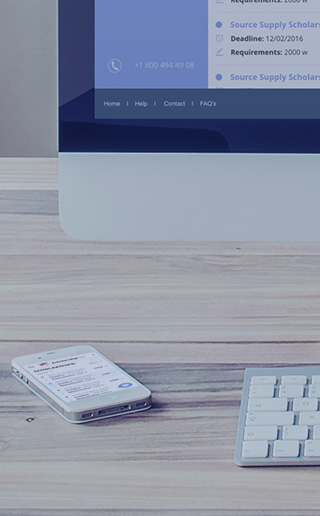 Requirements: 2000 w
Source Supply Scholars
Deadline: 12/02/2016
Requirements: 2000 w
+1 800 494 49 08
Source Supply Scholars
Home | Help | Contact | FAQ's